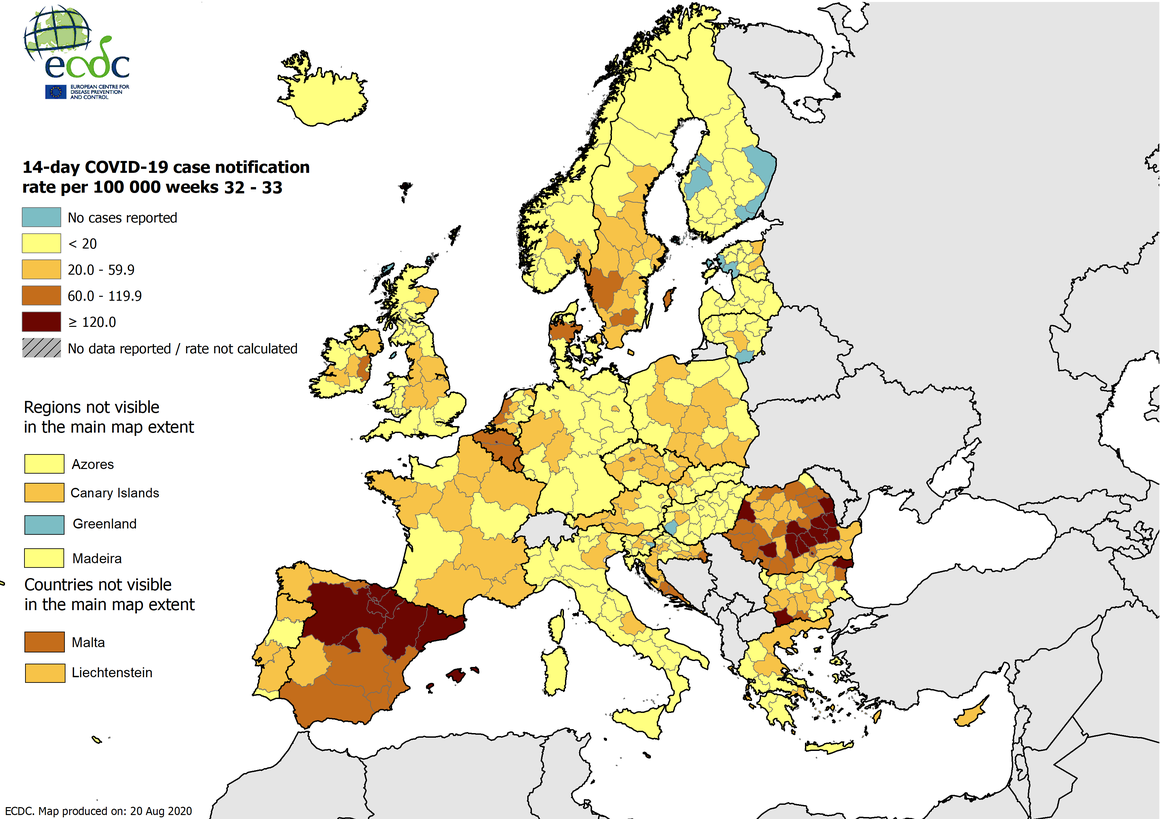 ecdc
EUROPEAN CENTRE FOR
DISEASE PREVENTION
AND CONTROL
14-day COVID-19 case notification
rate per 100 000 weeks 32 - 33
No cases reported
< 20
20.0 - 59.9
60.0 - 119.9
≥ 120.0
No data reported / rate not calculated
Regions not visible
in the main map extent
Azores
Canary Islands
Greenland
Madeira
Countries not visible
in the main map extent
Malta
Liechtenstein
ECDC. Map produced on: 20 Aug 2020